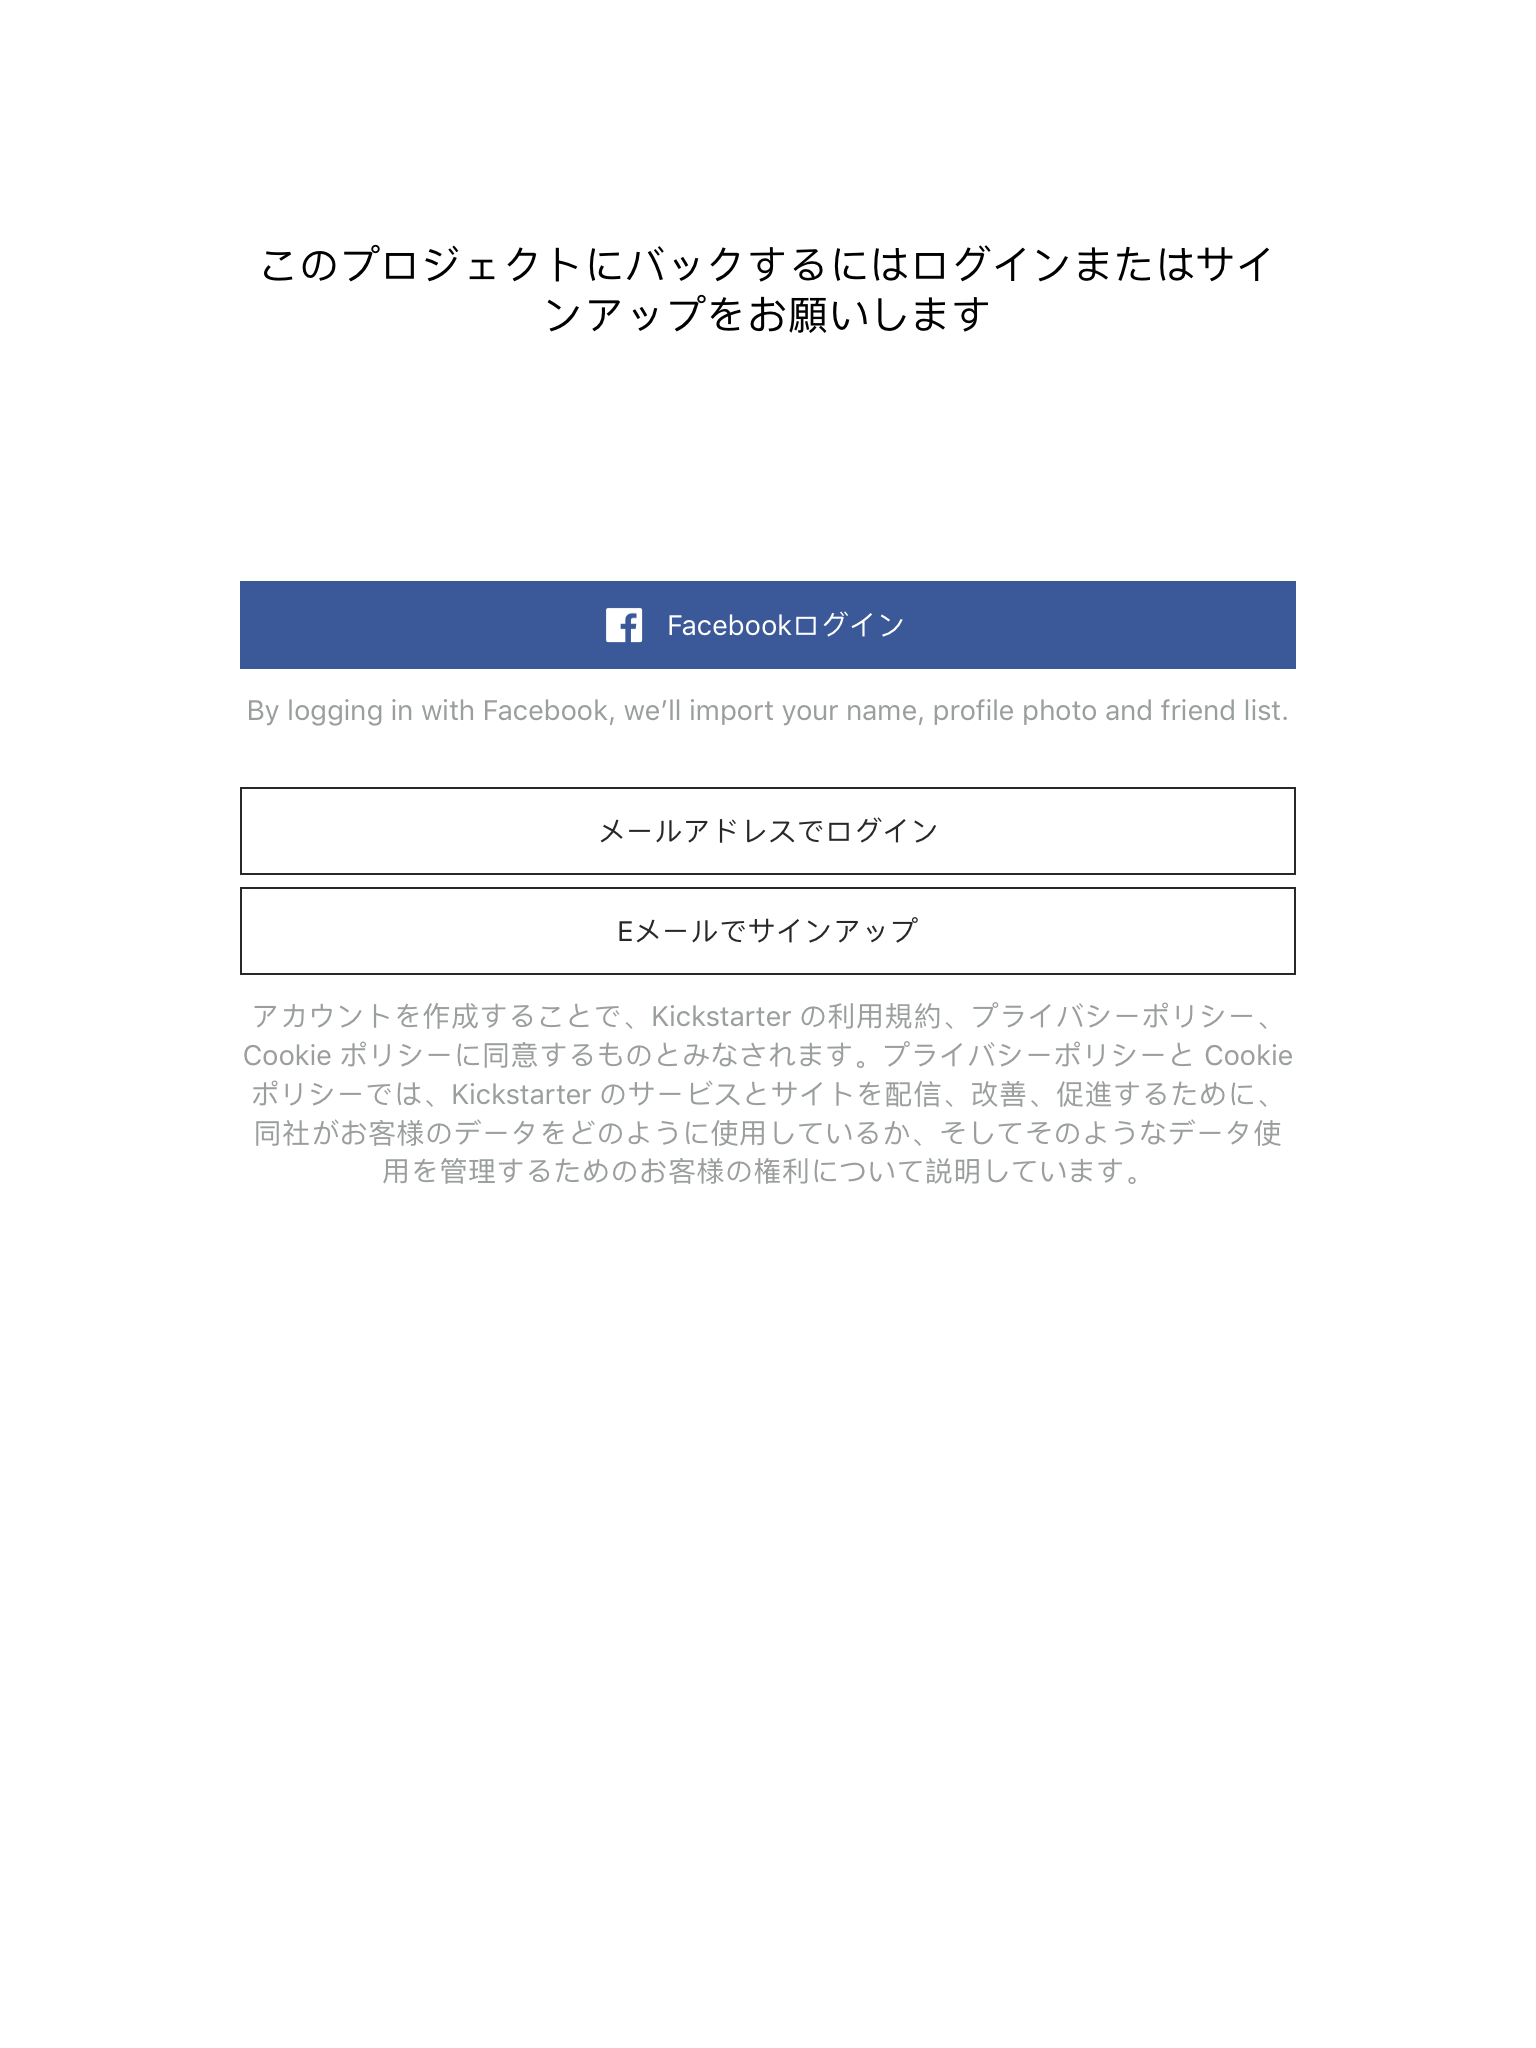 このプロジェクトにバックするにはログインまたはサイ
ンアップをお願いします
Facebookログイン
By logging in with Facebook, we’ll import your name, profile photo and friend list.
メールアドレスでログイン
Eメールでサインアップ
アカウントを作成することで、Kickstarter の利用規約、プライバシーポリシー、
Cookie ポリシーに同意するものとみなされます。プライバシーポリシーと Cookie
ポリシーでは、Kickstarter のサービスとサイトを配信、改善、促進するために、
同社がお客様のデータをどのように使用しているか、そしてそのようなデータ使
用を管理するためのお客様の権利について説明しています。